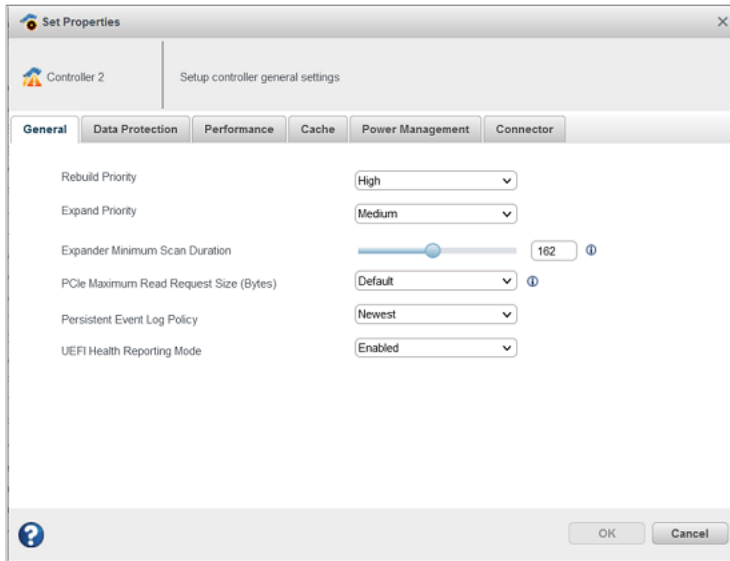 Set Properties
Controller 2
Setup controller general settings
General Data Protection Performance Cache Power Management Connector
Rebuild Priority High
Expand Priority Medium
Expander Minimum Scan Duration 162
PCIe Maximum Read Request Size (Bytes) Default
Persistent Event Log Policy Newest
UEFI Health Reporting Mode Enabled
OK Cancel